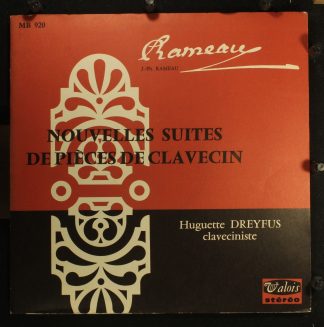 MB 920
Rameau
J.-Ph. RAMEAU
NOUVELLES SUITES
DE PIÈCES DE CLAVECIN
Huguette DREYFUS
claveciniste
Valois
stéréo